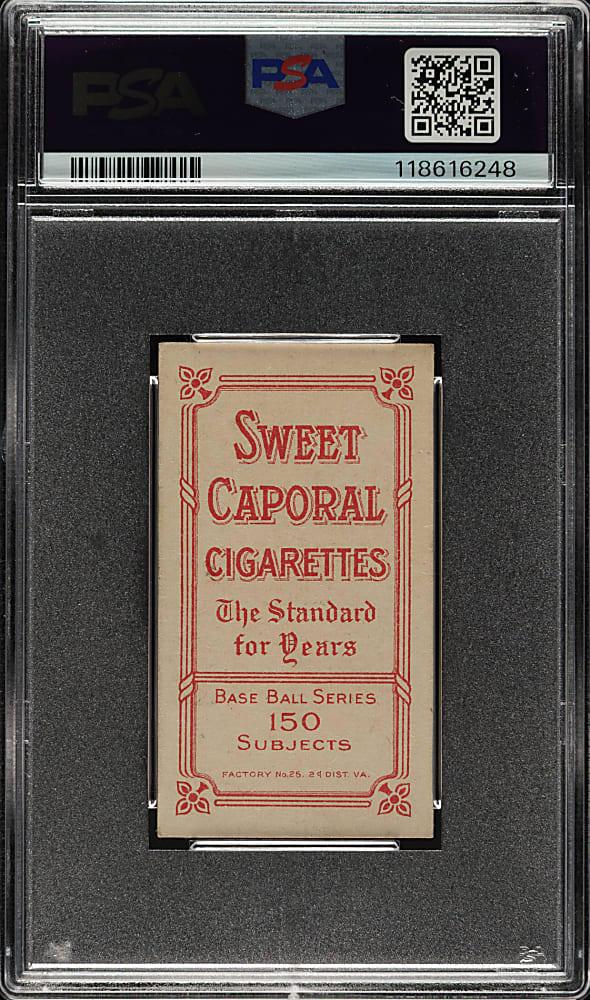 PSA
PSA
118616248
SWEET
CAPORAL
CIGARETTES
The Standard
for Years
BASE BALL SERIES
150
SUBJECTS
FACTORY No.25. 2d DIST. VA.